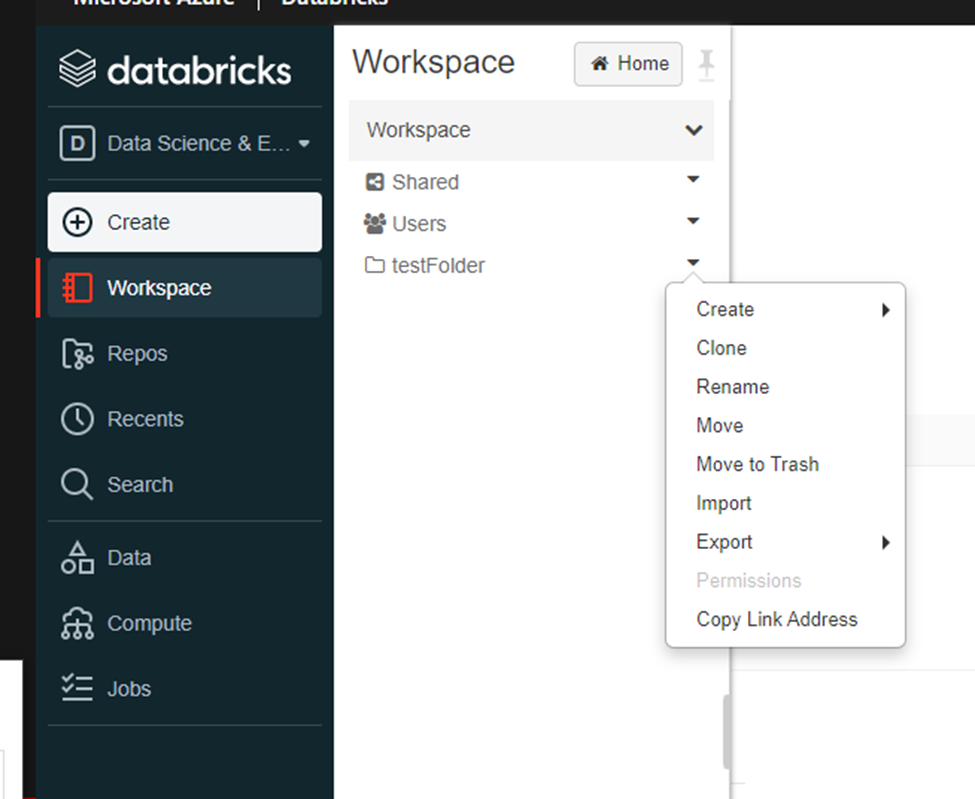 Microsoft Azure | Databricks
databricks
D Data Science & E...
Create
Workspace
Repos
Recents
Search
Data
Compute
Jobs
Workspace
Home
Workspace
Shared
Users
testFolder
Create
Clone
Rename
Move
Move to Trash
Import
Export
Permissions
Copy Link Address